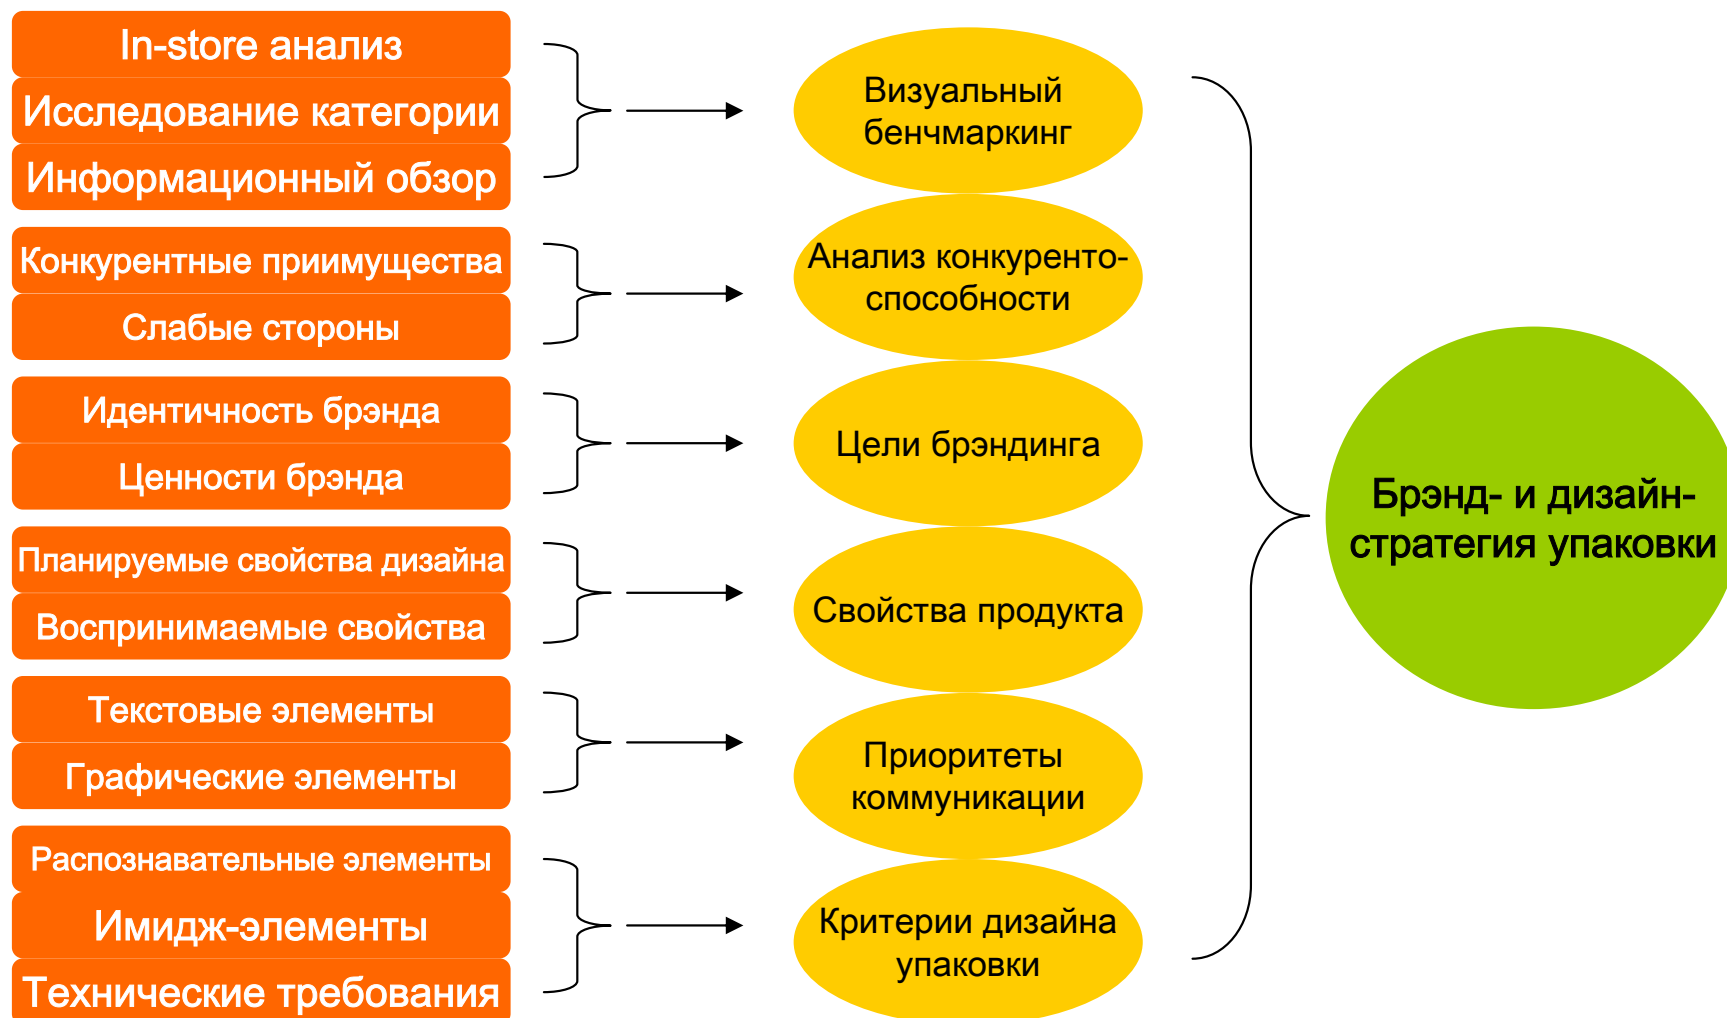 In-store анализ
Исследование категории
Информационный обзор
Визуальный
бенчмаркинг
Конкурентные приимущества
Слабые стороны
Анализ конкуренто-
способности
Идентичность брэнда
Ценности брэнда
Цели брэндинга
Планируемые свойства дизайна
Воспринимаемые свойства
Свойства продукта
Текстовые элементы
Графические элементы
Приоритеты
коммуникации
Распознавательные элементы
Имидж-элементы
Технические требования
Критерии дизайна
упаковки
Брэнд- и дизайн-
стратегия упаковки